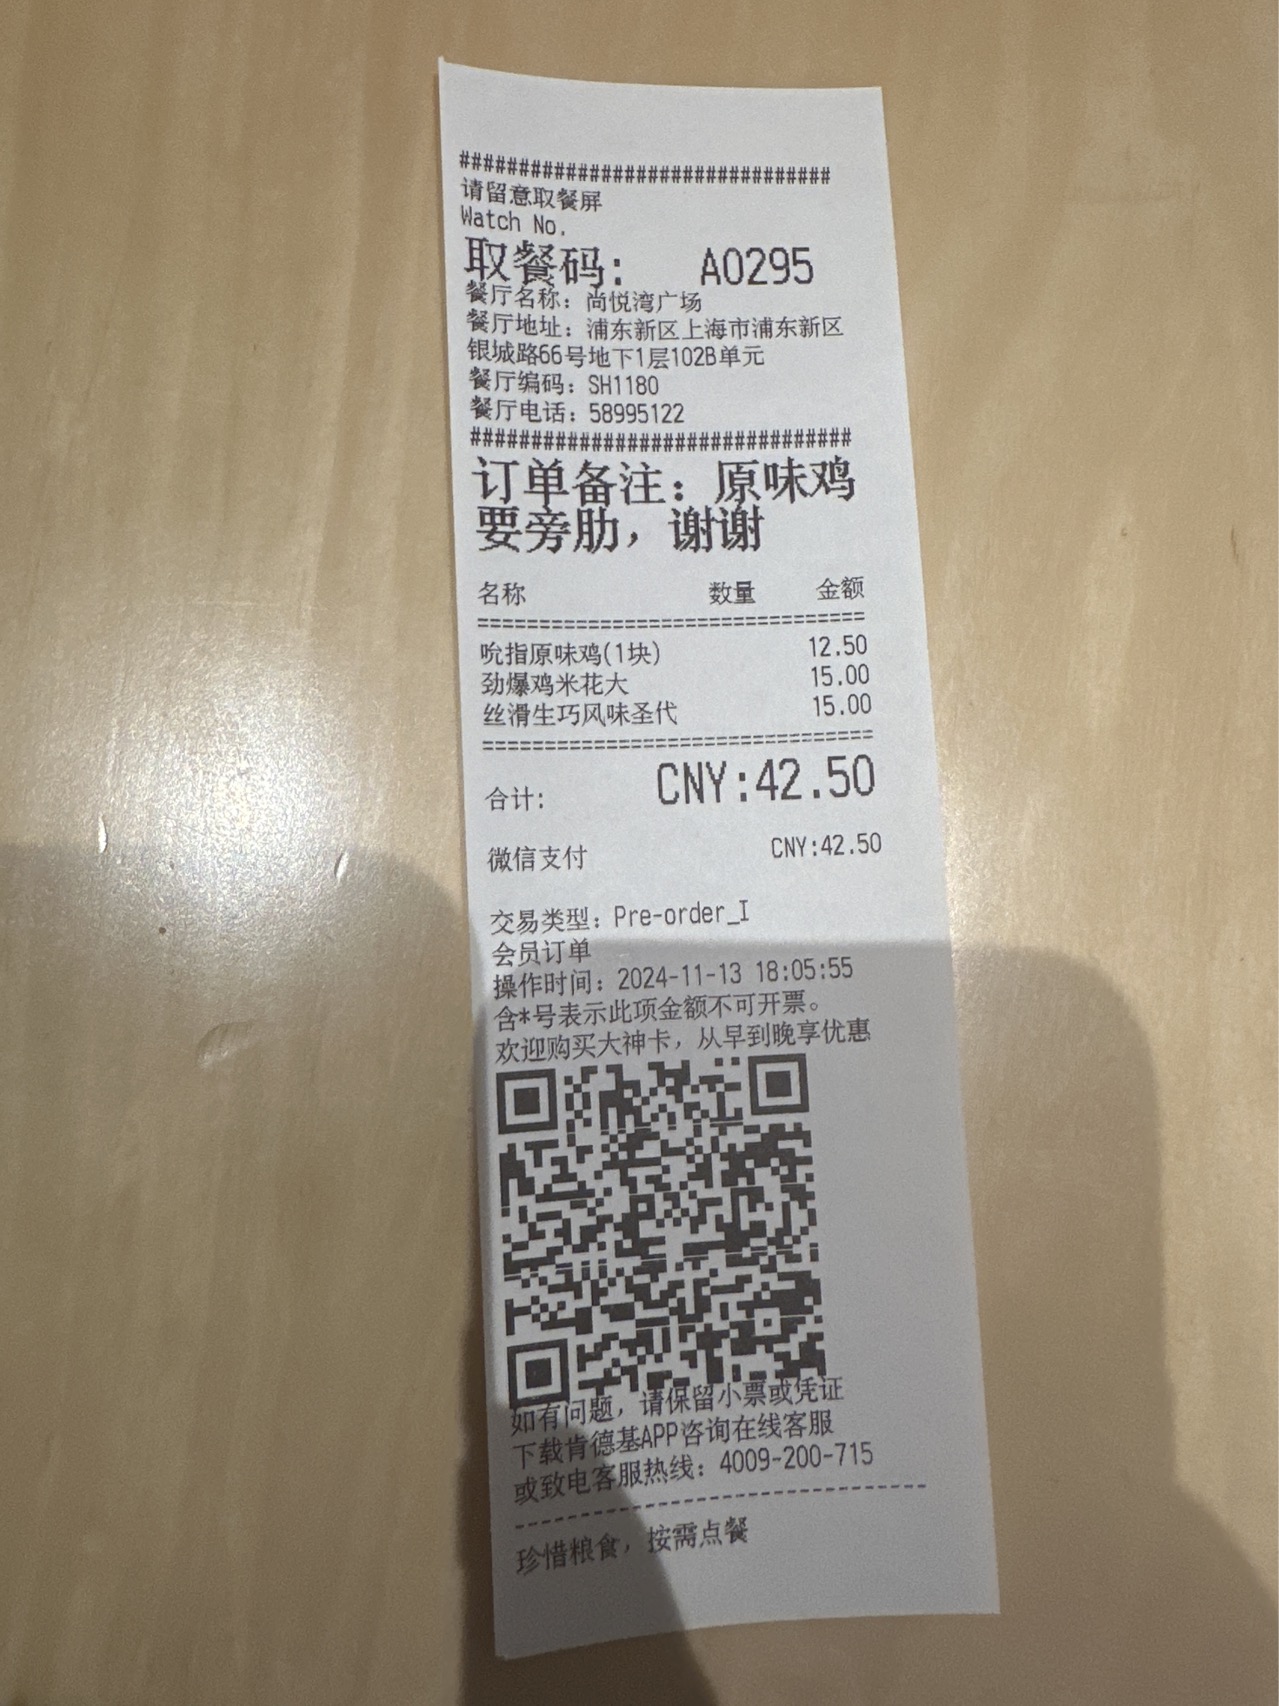 ###############################
请留意取餐屏
Watch No.
取餐码： A0295
餐厅名称：尚悦湾广场
餐厅地址：浦东新区上海市浦东新区
银城路66号地下1层102B单元
餐厅编码：SH1180
餐厅电话：58995122
###############################
订单备注：原味鸡
要旁肋，谢谢
名称 数量 金额
================================
吮指原味鸡(1块) 12.50
劲爆鸡米花大 15.00
丝滑生巧风味圣代 15.00
================================
合计: CNY:42.50
微信支付 CNY:42.50
交易类型：Pre-order_I
会员订单
操作时间：2024-11-13 18:05:55
含*号表示此项金额不可开票。
欢迎购买大神卡，从早到晚享优惠
如有问题，请保留小票或凭证
下载肯德基APP咨询在线客服
或致电客服热线：4009-200-715
----------------------------------
珍惜粮食，按需点餐